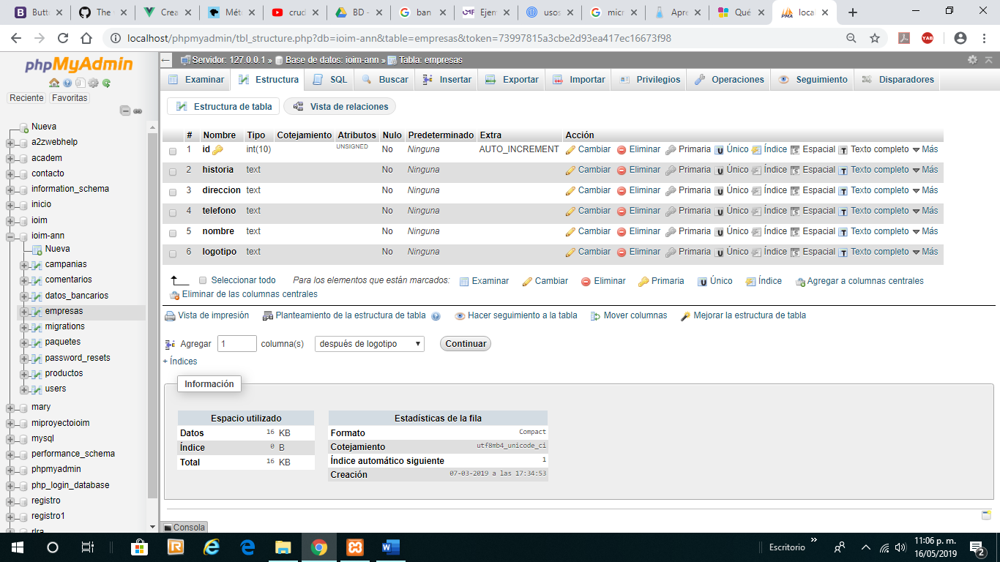 Butt
The
Crea
Mét
crud
BD -
ban
Ejen
usos
micr
Apre
Qué
loca
localhost/phpmyadmin/tbl_structure.php?db=ioim-ann&table=empresas&token=73997815a3cbe2d93ea417ec16673f98
phpMyAdmin
Reciente Favoritas
Nueva
a2zwebhelp
academ
contacto
information_schema
inicio
ioim
ioim-ann
Nueva
campanias
comentarios
datos_bancarios
empresas
migrations
paquetes
password_resets
productos
users
mary
miproyectoioim
mysql
performance_schema
phpmyadmin
php_login_database
registro
registro1
rlra
Servidor: 127.0.0.1 » Base de datos: ioim-ann » Tabla: empresas
Examinar Estructura SQL Buscar Insertar Exportar Importar Privilegios Operaciones Seguimiento Disparadores
Estructura de tabla Vista de relaciones
# Nombre Tipo Cotejamiento Atributos Nulo Predeterminado Extra Acción
1 id int(10) UNSIGNED No Ninguna AUTO_INCREMENT Cambiar Eliminar Primaria Único Índice Espacial Texto completo Más
2 historia text No Ninguna Cambiar Eliminar Primaria Único Índice Espacial Texto completo Más
3 direccion text No Ninguna Cambiar Eliminar Primaria Único Índice Espacial Texto completo Más
4 telefono text No Ninguna Cambiar Eliminar Primaria Único Índice Espacial Texto completo Más
5 nombre text No Ninguna Cambiar Eliminar Primaria Único Índice Espacial Texto completo Más
6 logotipo text No Ninguna Cambiar Eliminar Primaria Único Índice Espacial Texto completo Más
Seleccionar todo Para los elementos que están marcados: Examinar Cambiar Eliminar Primaria Único Índice Agregar a columnas centrales
Eliminar de las columnas centrales
Vista de impresión Planteamiento de la estructura de tabla Hacer seguimiento a la tabla Mover columnas Mejorar la estructura de tabla
Agregar 1 columna(s) después de logotipo Continuar
+ Índices
Información
Espacio utilizado
Datos 16 KB
Índice 0 B
Total 16 KB
Estadísticas de la fila
Formato Compact
Cotejamiento utf8mb4_unicode_ci
Índice automático siguiente 1
Creación 07-03-2019 a las 17:34:53
Consola
Escritorio »
11:06 p. m.
16/05/2019
2